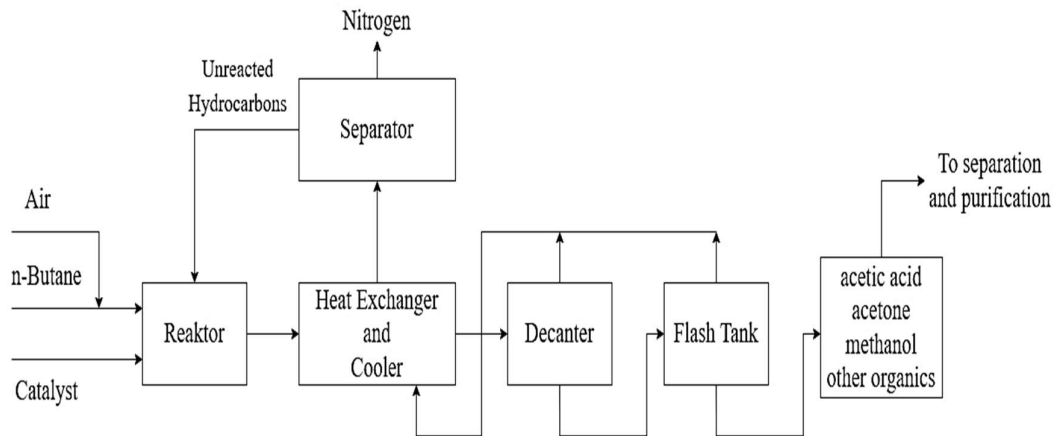 Nitrogen
Unreacted
Hydrocarbons
Separator
To separation
and purification
Air
n-Butane
Reaktor
Heat Exchanger
and
Cooler
Decanter
Flash Tank
acetic acid
acetone
methanol
other organics
Catalyst